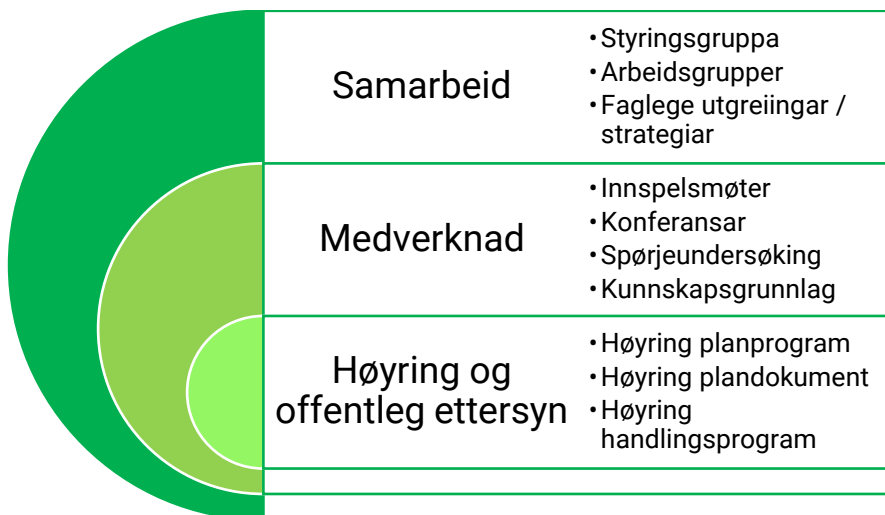 Samarbeid
•Styringsgruppa
•Arbeidsgrupper
•Faglege utgreiingar /
strategiar
Medverknad
•Innspelsmøter
•Konferansar
•Spørjeundersøking
•Kunnskapsgrunnlag
Høyring og
offentleg ettersyn
•Høyring planprogram
•Høyring plandokument
•Høyring
handlingsprogram